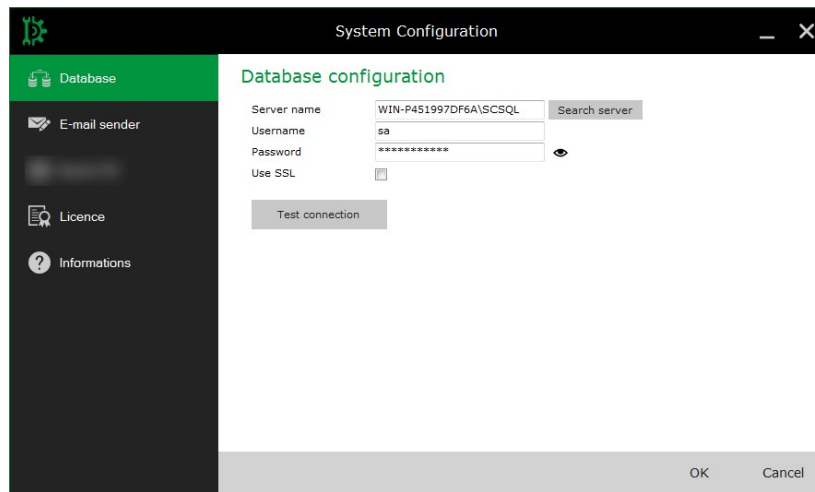 System Configuration
Database
E-mail sender
Licence
Informations
Database configuration
Server name WIN-P451997DF6A\SCSQL Search server
Username sa
Password ***********
Use SSL
Test connection
OK Cancel